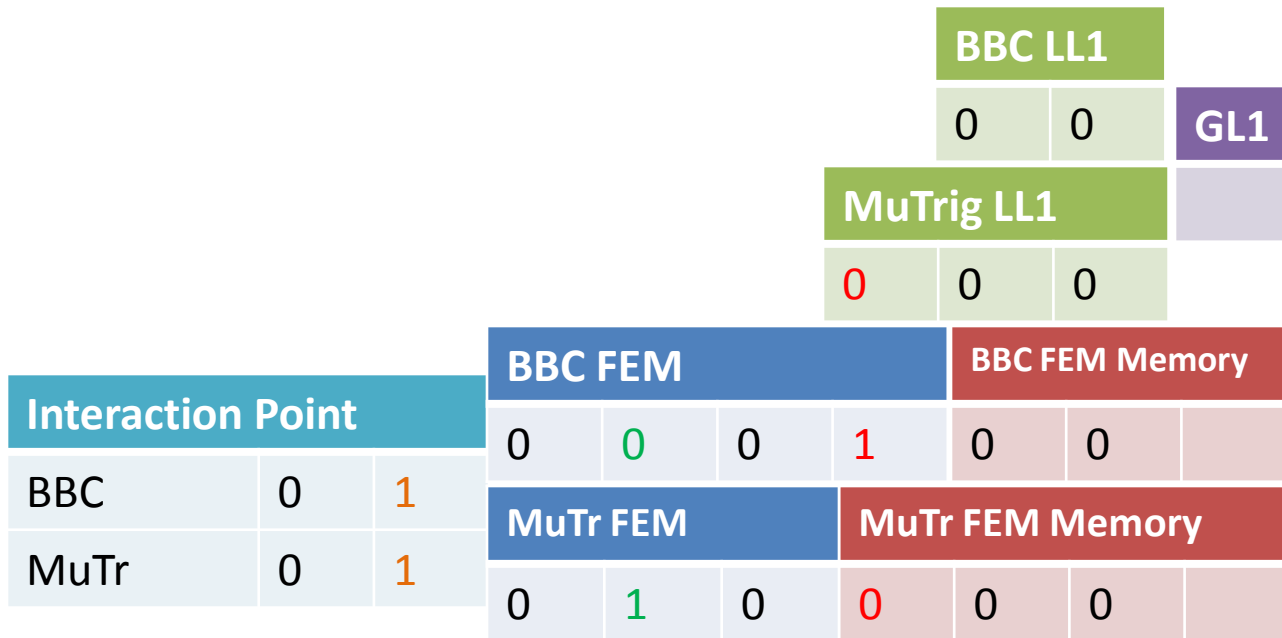 BBC LL1
0 0
GL1
MuTrig LL1
0 0 0
BBC FEM
BBC FEM Memory
0 0 0 1 0 0
Interaction Point
BBC 0 1
MuTr 0 1
MuTr FEM
MuTr FEM Memory
0 1 0 0 0 0